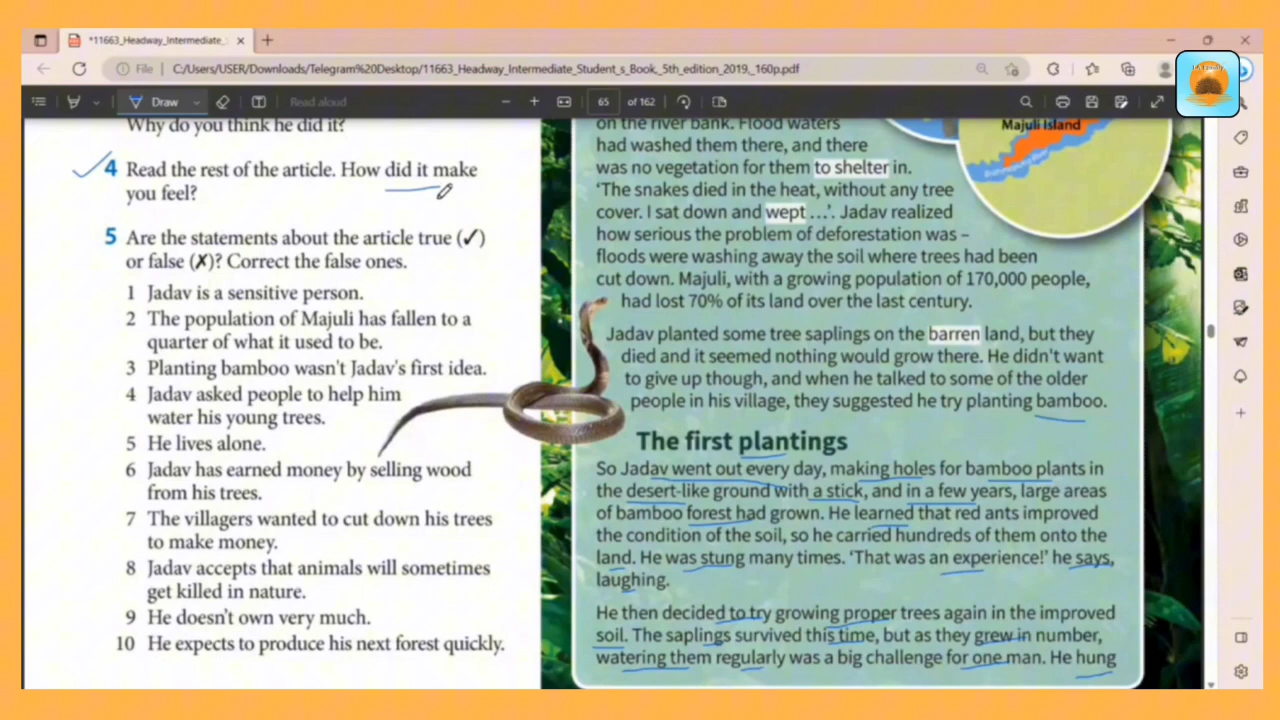 *11663_Headway_Intermediate_
File
C:/Users/USER/Downloads/Telegram%20Desktop/11663_Headway_Intermediate_Student_s_Book,_5th_edition_2019,_160p.pdf
Draw
Read aloud
65
of 162
Why do you think he did it?
4 Read the rest of the article. How did it make
you feel?
5 Are the statements about the article true (✓)
or false (✗)? Correct the false ones.
1 Jadav is a sensitive person.
2 The population of Majuli has fallen to a
quarter of what it used to be.
3 Planting bamboo wasn't Jadav's first idea.
4 Jadav asked people to help him
water his young trees.
5 He lives alone.
6 Jadav has earned money by selling wood
from his trees.
7 The villagers wanted to cut down his trees
to make money.
8 Jadav accepts that animals will sometimes
get killed in nature.
9 He doesn't own very much.
10 He expects to produce his next forest quickly.
Majuli Island
on the river bank. Flood waters
had washed them there, and there
was no vegetation for them to shelter in.
‘The snakes died in the heat, without any tree
cover. I sat down and wept …’. Jadav realized
how serious the problem of deforestation was –
floods were washing away the soil where trees had been
cut down. Majuli, with a growing population of 170,000 people,
had lost 70% of its land over the last century.
Jadav planted some tree saplings on the barren land, but they
died and it seemed nothing would grow there. He didn't want
to give up though, and when he talked to some of the older
people in his village, they suggested he try planting bamboo.
The first plantings
So Jadav went out every day, making holes for bamboo plants in
the desert-like ground with a stick, and in a few years, large areas
of bamboo forest had grown. He learned that red ants improved
the condition of the soil, so he carried hundreds of them onto the
land. He was stung many times. ‘That was an experience!’ he says,
laughing.
He then decided to try growing proper trees again in the improved
soil. The saplings survived this time, but as they grew in number,
watering them regularly was a big challenge for one man. He hung